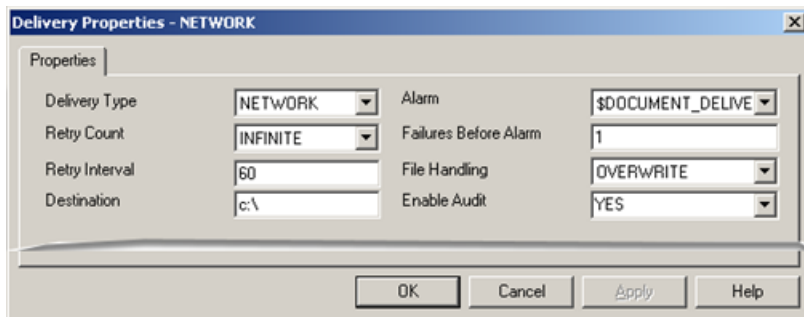 Delivery Properties - NETWORK
Properties
Delivery Type NETWORK Alarm $DOCUMENT_DELIVE
Retry Count INFINITE Failures Before Alarm 1
Retry Interval 60 File Handling OVERWRITE
Destination c:\ Enable Audit YES
OK Cancel Apply Help